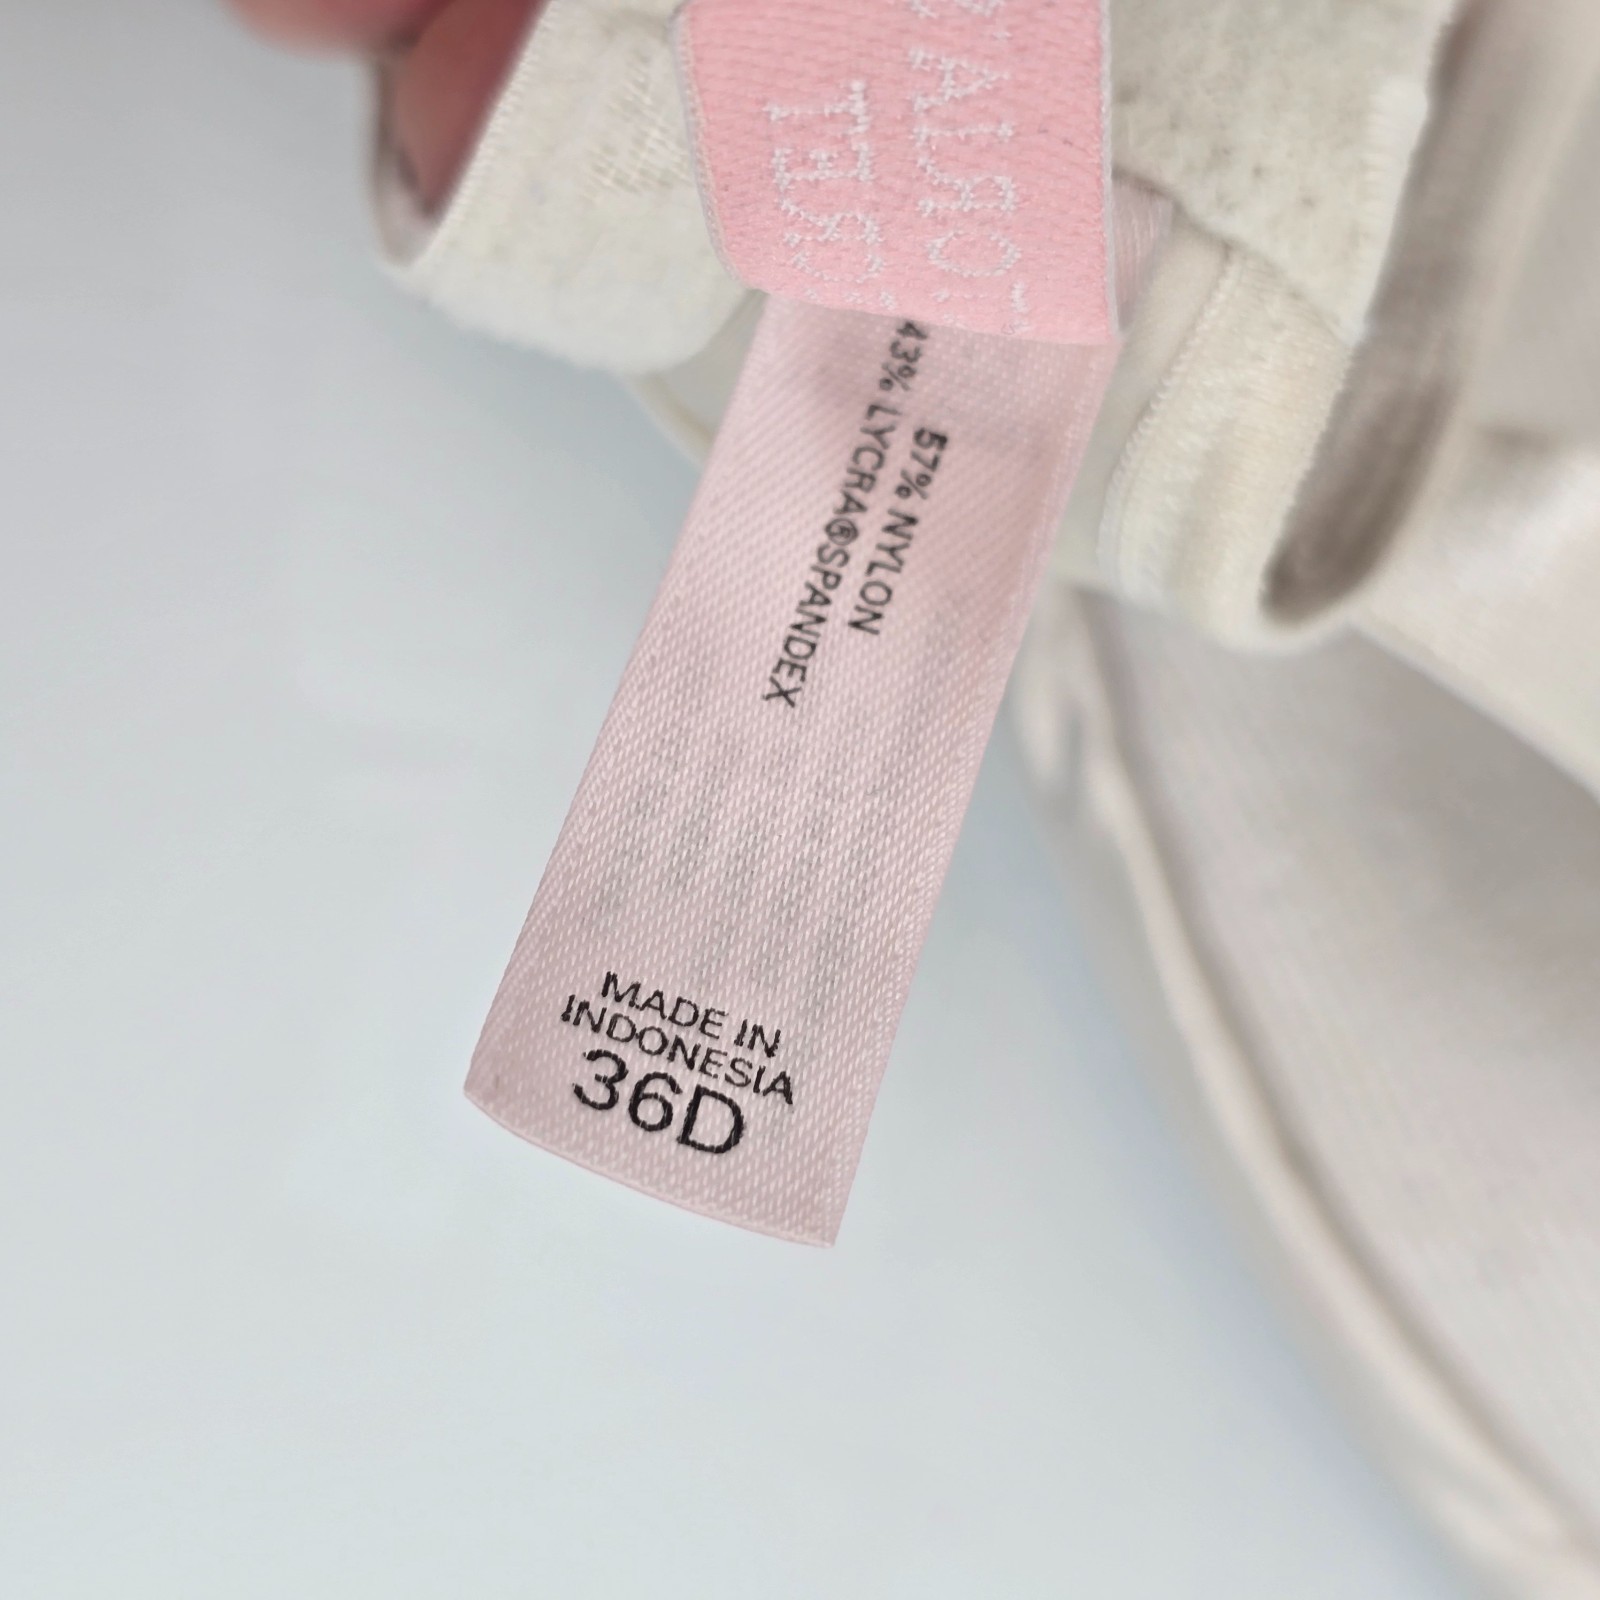 57% NYLON
43% LYCRA®SPANDEX
MADE IN
INDONESIA
36D